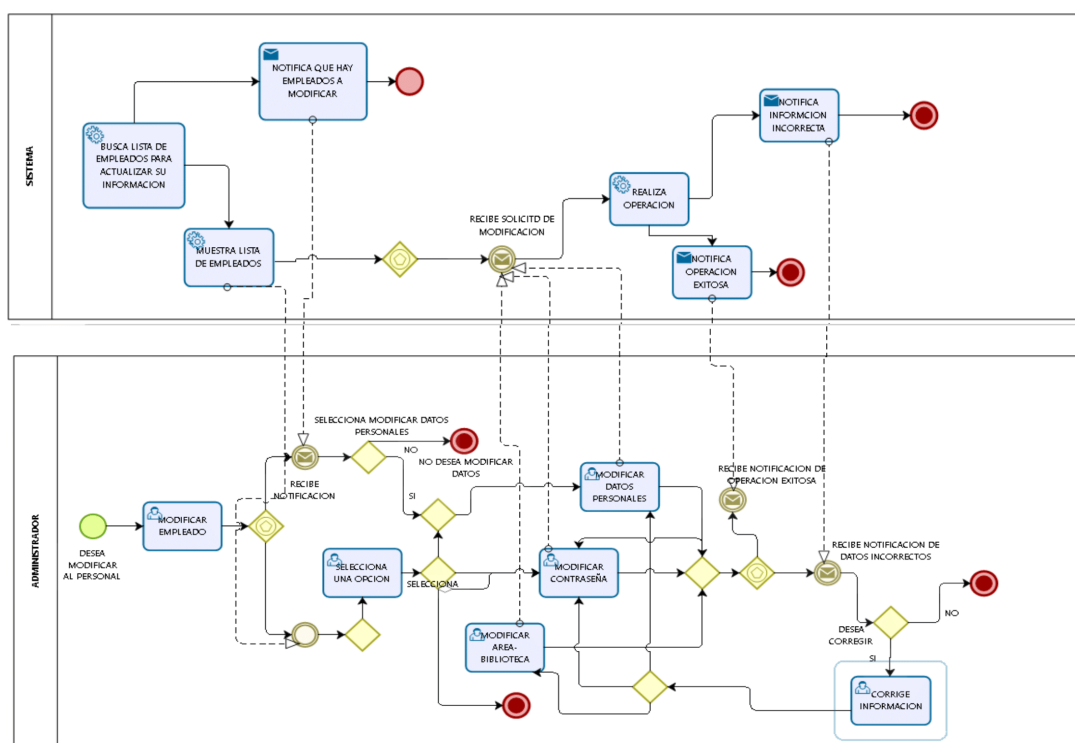 SISTEMA
NOTIFICA QUE HAY
EMPLEADOS A
MODIFICAR
BUSCA LISTA DE
EMPLEADOS PARA
ACTUALIZAR SU
INFORMACION
MUESTRA LISTA
DE EMPLEADOS
RECIBE SOLICITD DE
MODIFICACION
REALIZA
OPERACION
NOTIFICA
INFORMCION
INCORRECTA
NOTIFICA
OPERACION
EXITOSA
ADMINISTRADOR
DESEA
MODIFICAR
AL PERSONAL
MODIFICAR
EMPLEADO
RECIBE
NOTIFICACION
SELECCIONA MODIFICAR DATOS
PERSONALES
NO
NO DESEA MODIFICAR
DATOS
SI
SELECCIONA
UNA OPCION
SELECCIONA
MODIFICAR
DATOS
PERSONALES
MODIFICAR
CONTRASEÑA
MODIFICAR
AREA-
BIBLIOTECA
RECIBE NOTIFICACION DE
OPERACION EXITOSA
RECIBE NOTIFICACION DE
DATOS INCORRECTOS
DESEA
CORREGIR
NO
SI
CORRIGE
INFORMACION